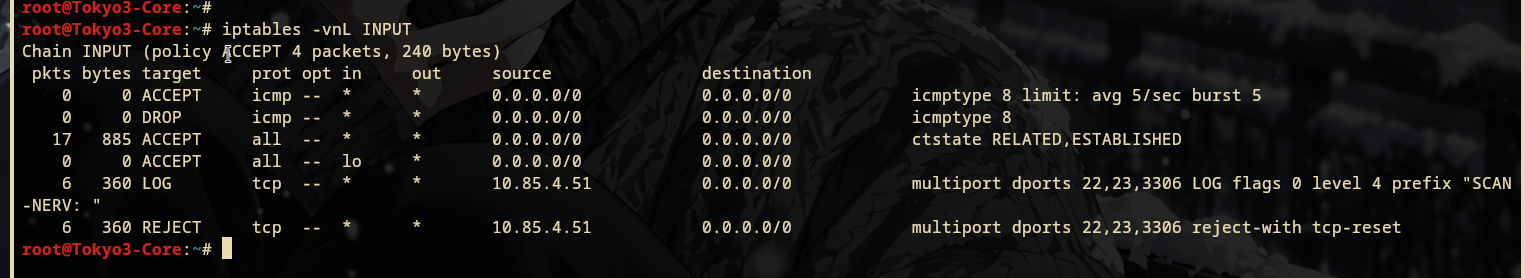 root@Tokyo3-Core:~#
root@Tokyo3-Core:~# iptables -vnL INPUT
Chain INPUT (policy ACCEPT 4 packets, 240 bytes)
 pkts bytes target     prot opt in     out     source               destination
    0     0 ACCEPT     icmp --  *      *       0.0.0.0/0            0.0.0.0/0            icmptype 8 limit: avg 5/sec burst 5
    0     0 DROP       icmp --  *      *       0.0.0.0/0            0.0.0.0/0            icmptype 8
   17   885 ACCEPT     all  --  *      *       0.0.0.0/0            0.0.0.0/0            ctstate RELATED,ESTABLISHED
    0     0 ACCEPT     all  --  lo     *       0.0.0.0/0            0.0.0.0/0
    6   360 LOG        tcp  --  *      *       10.85.4.51           0.0.0.0/0            multiport dports 22,23,3306 LOG flags 0 level 4 prefix "SCAN
-NERV: "
    6   360 REJECT     tcp  --  *      *       10.85.4.51           0.0.0.0/0            multiport dports 22,23,3306 reject-with tcp-reset
root@Tokyo3-Core:~#